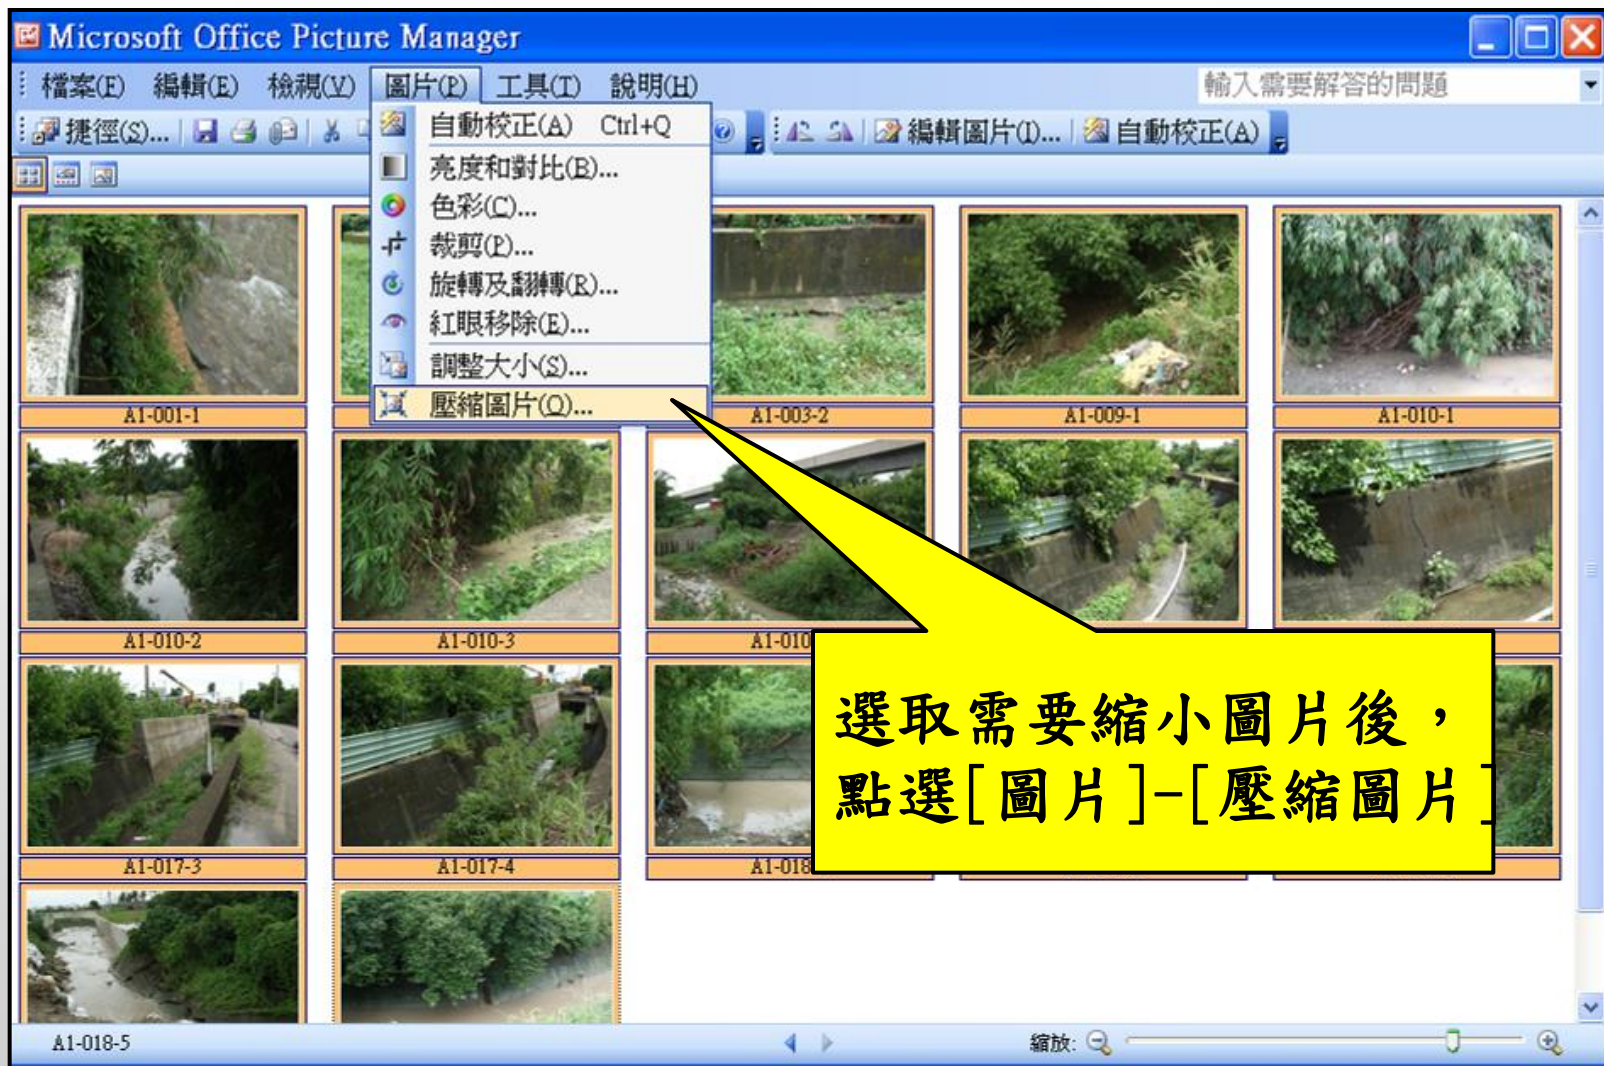 Microsoft Office Picture Manager
檔案(F) 編輯(E) 檢視(V) 圖片(P) 工具(T) 說明(H) 輸入需要解答的問題
捷徑(S)... 編輯圖片(I)... 自動校正(A)
自動校正(A) Ctrl+Q
亮度和對比(B)...
色彩(C)...
裁剪(P)...
旋轉及翻轉(R)...
紅眼移除(E)...
調整大小(S)...
壓縮圖片(O)...
A1-001-1 A1-003-2 A1-009-1 A1-010-1
A1-010-2 A1-010-3 A1-010
選取需要縮小圖片後，
點選[圖片]-[壓縮圖片]
A1-017-3 A1-017-4 A1-018
A1-018-5 縮放: